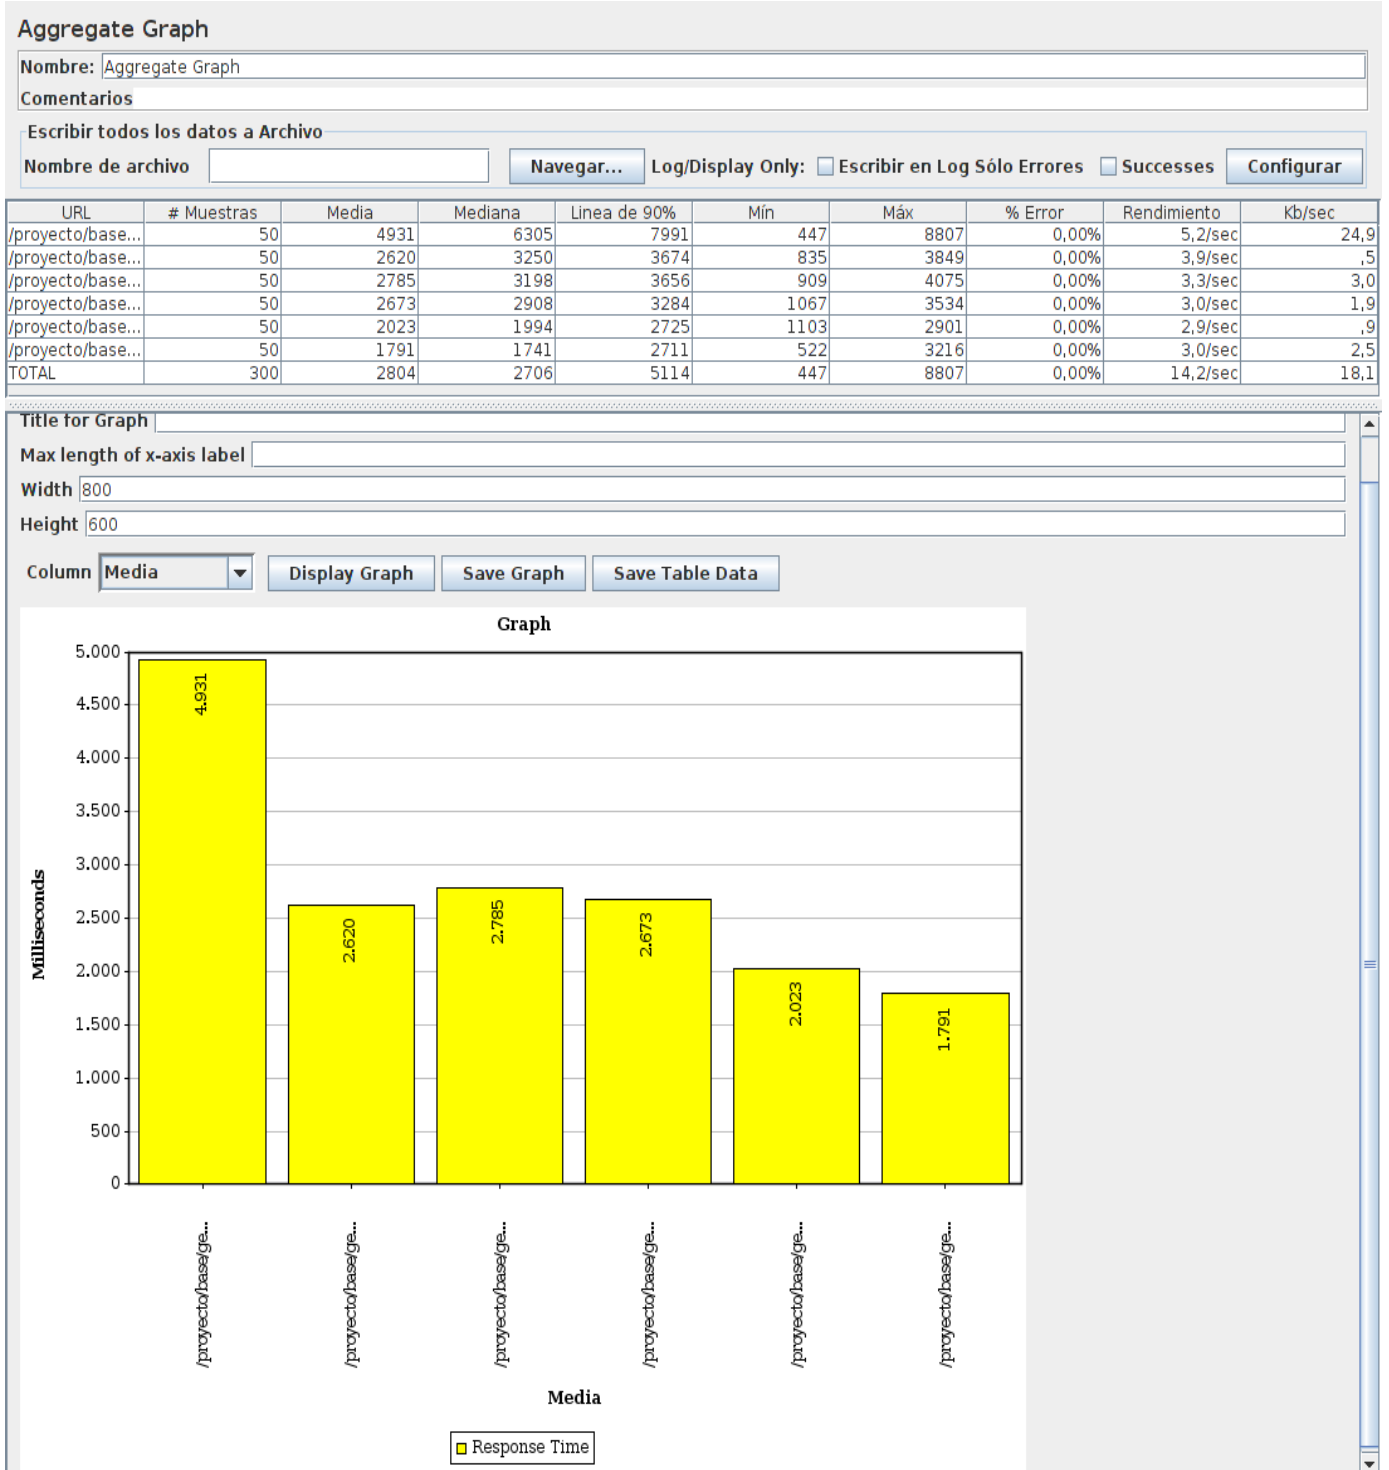 Aggregate Graph
Nombre: Aggregate Graph
Comentarios
Escribir todos los datos a Archivo
Nombre de archivo Navegar... Log/Display Only: Escribir en Log Sólo Errores Successes Configurar
URL # Muestras Media Mediana Linea de 90% Mín Máx % Error Rendimiento Kb/sec
/proyecto/base... 50 4931 6305 7991 447 8807 0,00% 5,2/sec 24,9
/proyecto/base... 50 2620 3250 3674 835 3849 0,00% 3,9/sec ,5
/proyecto/base... 50 2785 3198 3656 909 4075 0,00% 3,3/sec 3,0
/proyecto/base... 50 2673 2908 3284 1067 3534 0,00% 3,0/sec 1,9
/proyecto/base... 50 2023 1994 2725 1103 2901 0,00% 2,9/sec ,9
/proyecto/base... 50 1791 1741 2711 522 3216 0,00% 3,0/sec 2,5
TOTAL 300 2804 2706 5114 447 8807 0,00% 14,2/sec 18,1
Title for Graph
Max length of x-axis label
Width 800
Height 600
Column Media Display Graph Save Graph Save Table Data
Graph
5.000
4.500
4.000
3.500
3.000
2.500
2.000
1.500
1.000
500
0
Milliseconds
4.931
2.620
2.785
2.673
2.023
1.791
/proyecto/base/ge...
/proyecto/base/ge...
/proyecto/base/ge...
/proyecto/base/ge...
/proyecto/base/ge...
/proyecto/base/ge...
Media
Response Time